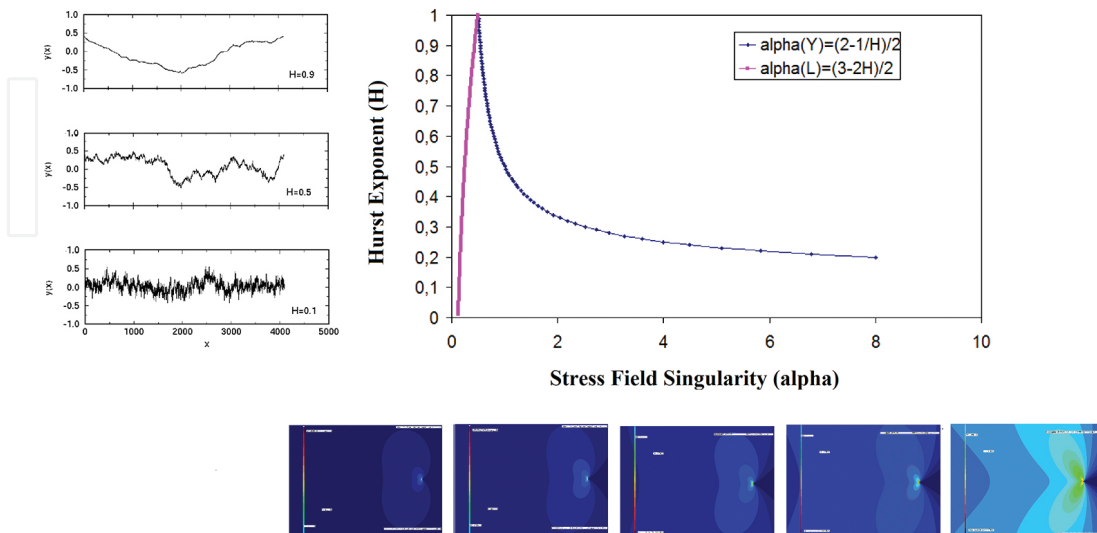 1.0
0.5
0.0
-0.5
-1.0
y(x)
H=0.9
1.0
0.5
0.0
-0.5
-1.0
y(x)
H=0.5
1.0
0.5
0.0
-0.5
-1.0
y(x)
H=0.1
0 1000 2000 3000 4000 5000
x
Hurst Exponent (H)
1
0,9
0,8
0,7
0,6
0,5
0,4
0,3
0,2
0,1
0
alpha(Y)=(2-1/H)/2
alpha(L)=(3-2H)/2
0 2 4 6 8 10
Stress Field Singularity (alpha)